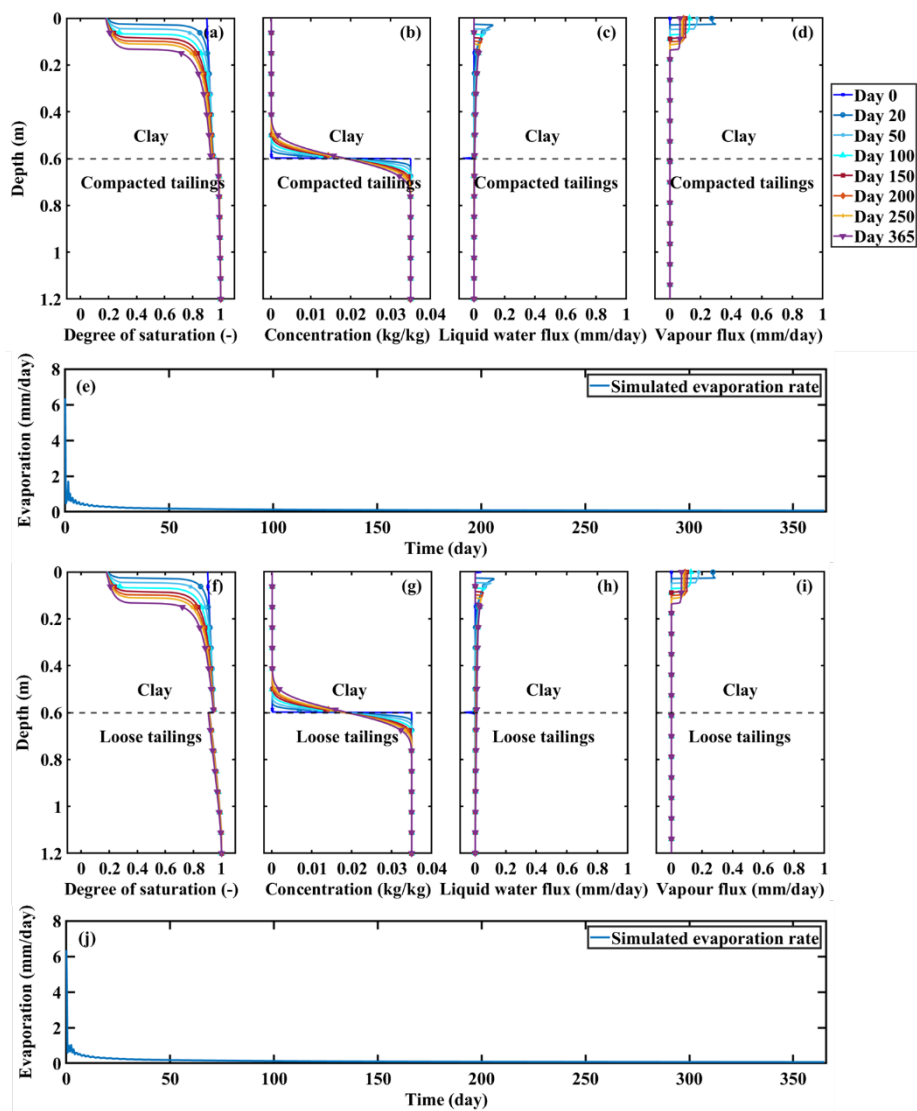 (a) (b) (c) (d)
0
0.2
0.4
0.6
0.8
1
1.2
Depth (m)
Clay Clay Clay Clay
Compacted tailings Compacted tailings Compacted tailings Compacted tailings
Day 0
Day 20
Day 50
Day 100
Day 150
Day 200
Day 250
Day 365
0 0.2 0.4 0.6 0.8 1 0 0.01 0.02 0.03 0.04 0 0.2 0.4 0.6 0.8 1 0 0.2 0.4 0.6 0.8 1
Degree of saturation (-) Concentration (kg/kg) Liquid water flux (mm/day) Vapour flux (mm/day)
(e)
Simulated evaporation rate
Evaporation (mm/day)
8
6
4
2
0
0 50 100 150 200 250 300 350
Time (day)
(f) (g) (h) (i)
0
0.2
0.4
0.6
0.8
1
1.2
Depth (m)
Clay Clay Clay Clay
Loose tailings Loose tailings Loose tailings Loose tailings
0 0.2 0.4 0.6 0.8 1 0 0.01 0.02 0.03 0.04 0 0.2 0.4 0.6 0.8 1 0 0.2 0.4 0.6 0.8 1
Degree of saturation (-) Concentration (kg/kg) Liquid water flux (mm/day) Vapour flux (mm/day)
(j)
Simulated evaporation rate
Evaporation (mm/day)
8
6
4
2
0
0 50 100 150 200 250 300 350
Time (day)